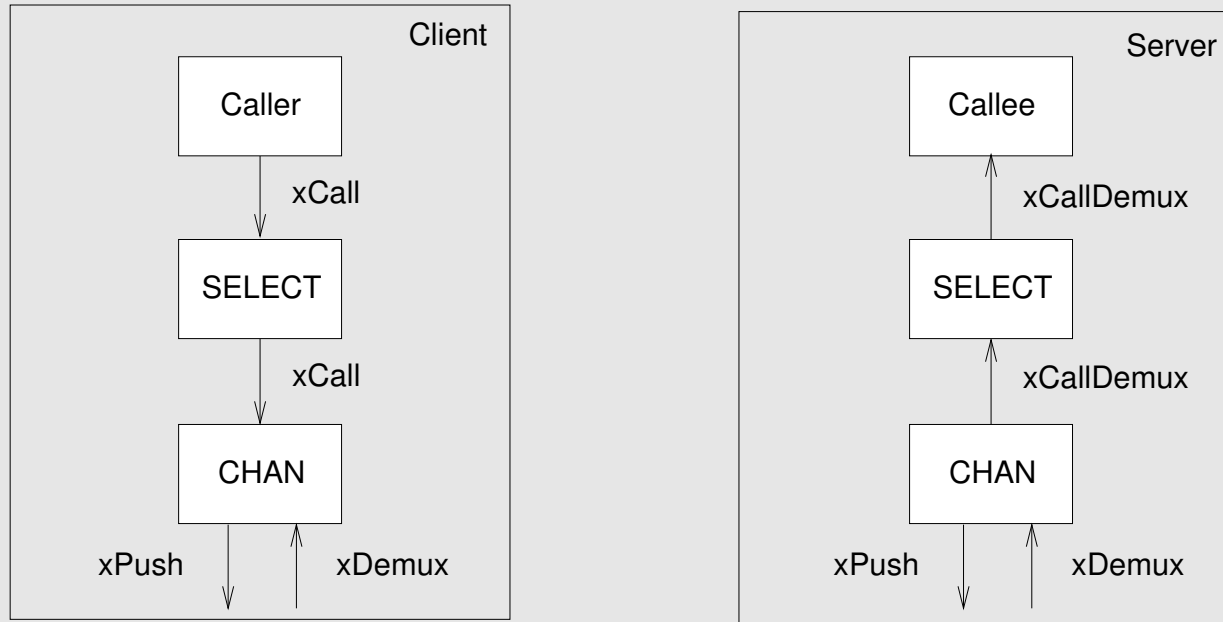 Client
Caller
xCall
SELECT
xCall
CHAN
xPush
xDemux
Server
Callee
xCallDemux
SELECT
xCallDemux
CHAN
xPush
xDemux